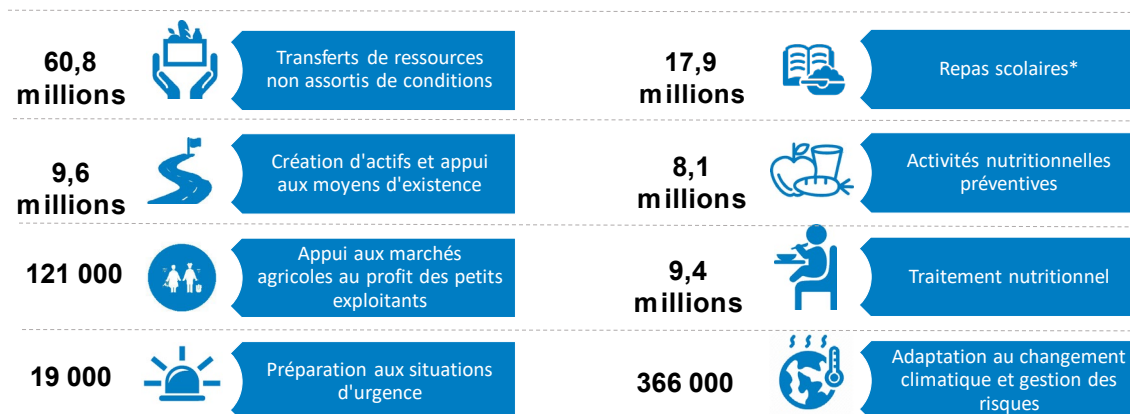 60,8
millions
Transferts de ressources
non assortis de conditions
17,9
millions
Repas scolaires*
9,6
millions
Création d'actifs et appui
aux moyens d'existence
8,1
millions
Activités nutritionnelles
préventives
121 000
Appui aux marchés
agricoles au profit des petits
exploitants
9,4
millions
Traitement nutritionnel
19 000
Préparation aux situations
d'urgence
366 000
Adaptation au changement
climatique et gestion des
risques